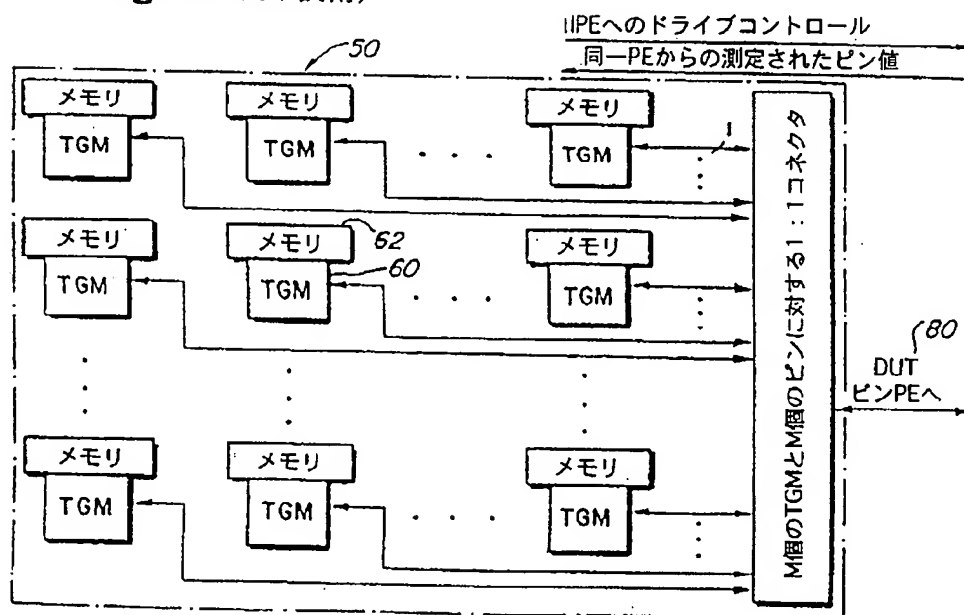 HPEへのドライブコントロール
同一PEからの測定されたピン値
50
メモリ
TGM
メモリ
TGM
メモリ
TGM
1
メモリ
TGM
メモリ
62
TGM
60
メモリ
TGM
メモリ
TGM
メモリ
TGM
メモリ
TGM
M個のTGMとM個のピンに対する1:1コネクタ
80
DUT
ピンPEへ